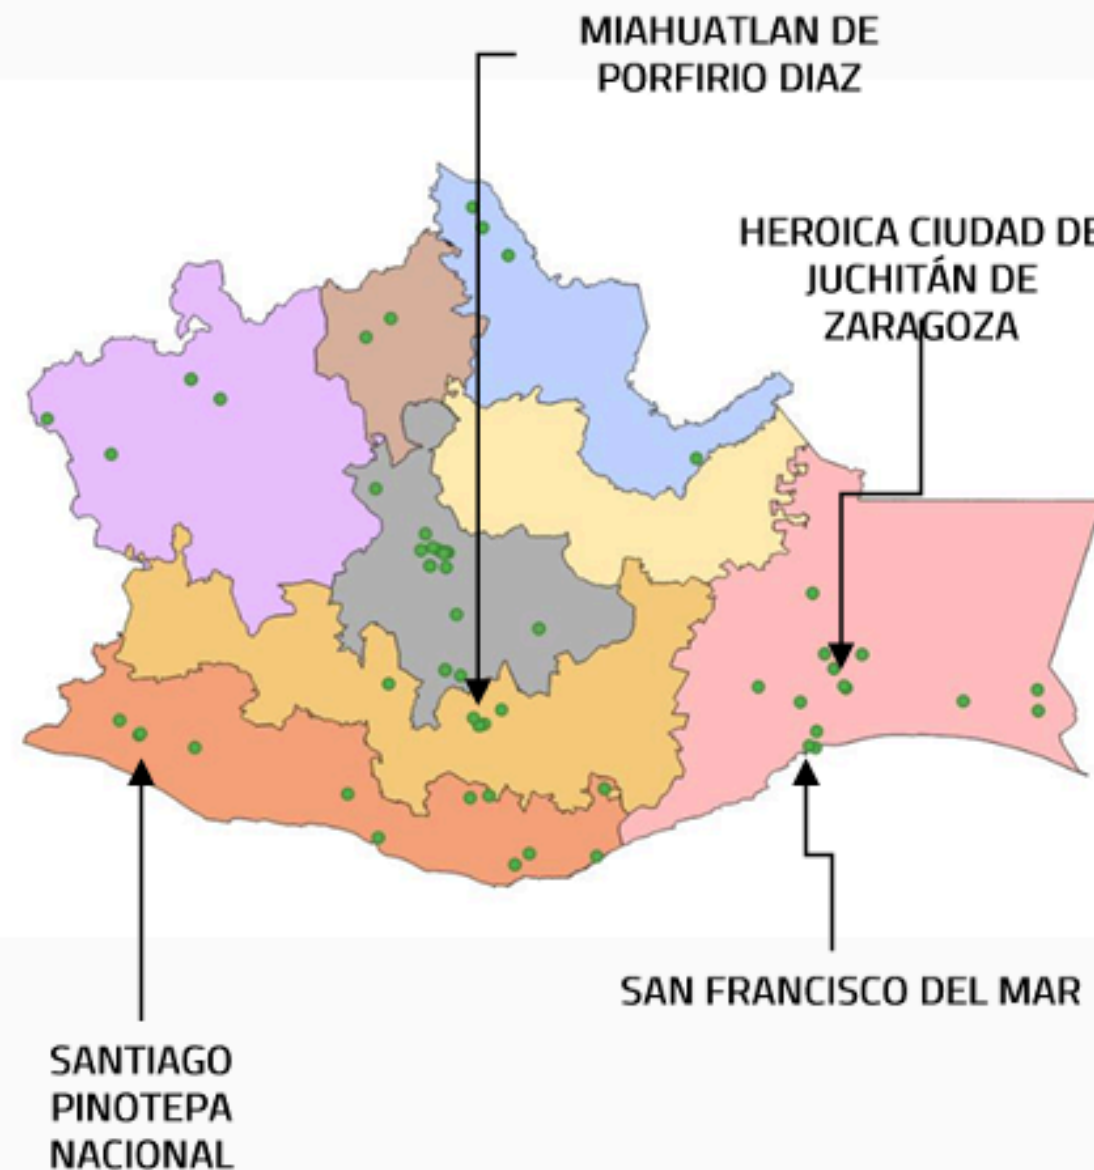 MIAHUATLAN DE
PORFIRIO DIAZ
HEROICA CIUDAD DE
JUCHITÁN DE
ZARAGOZA
SAN FRANCISCO DEL MAR
SANTIAGO
PINOTEPA
NACIONAL